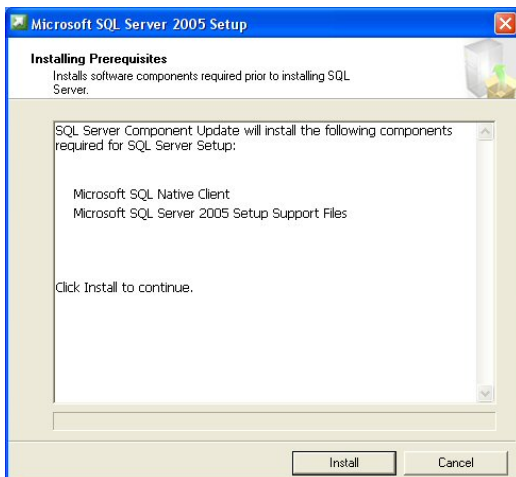 Microsoft SQL Server 2005 Setup
Installing Prerequisites
Installs software components required prior to installing SQL
Server.
SQL Server Component Update will install the following components
required for SQL Server Setup:
Microsoft SQL Native Client
Microsoft SQL Server 2005 Setup Support Files
Click Install to continue.
Install
Cancel